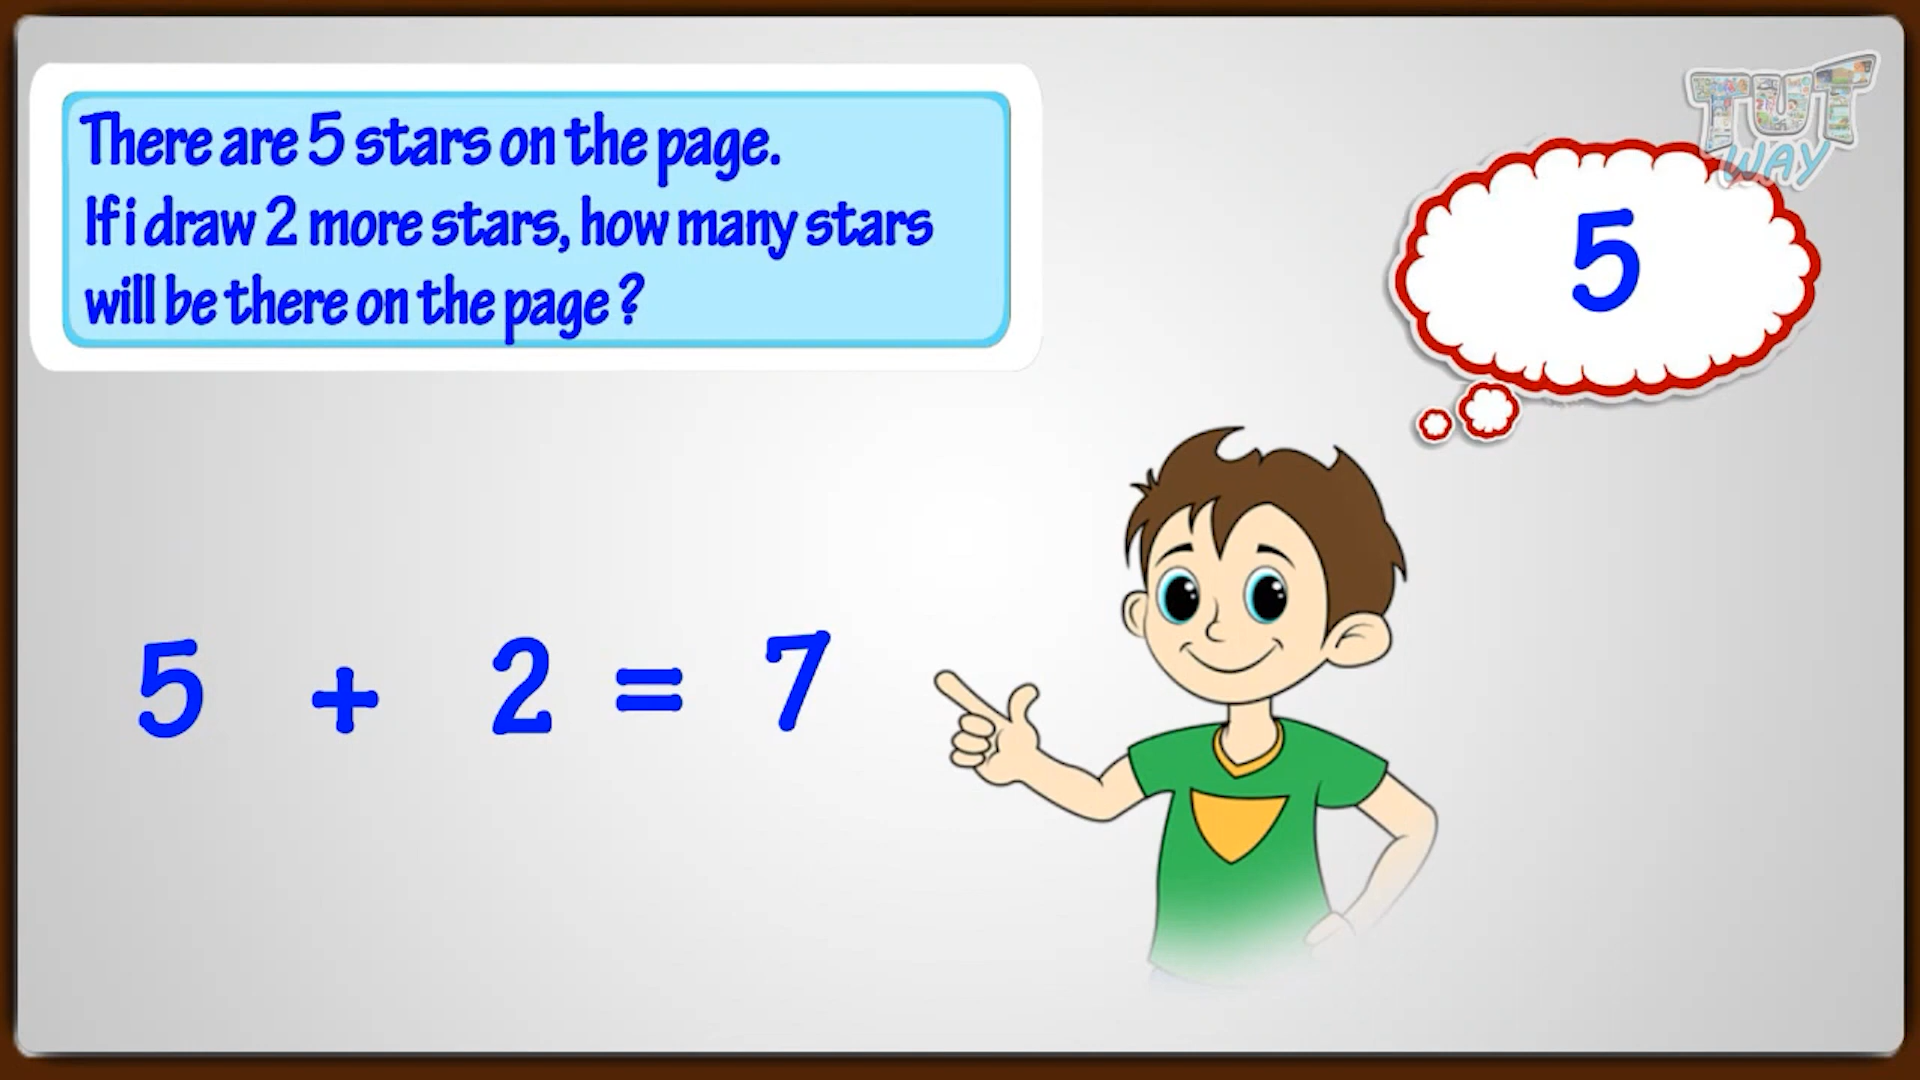 There are 5 stars on the page.
If i draw 2 more stars, how many stars
will be there on the page ?
TUT
WAY
5
5 + 2 = 7